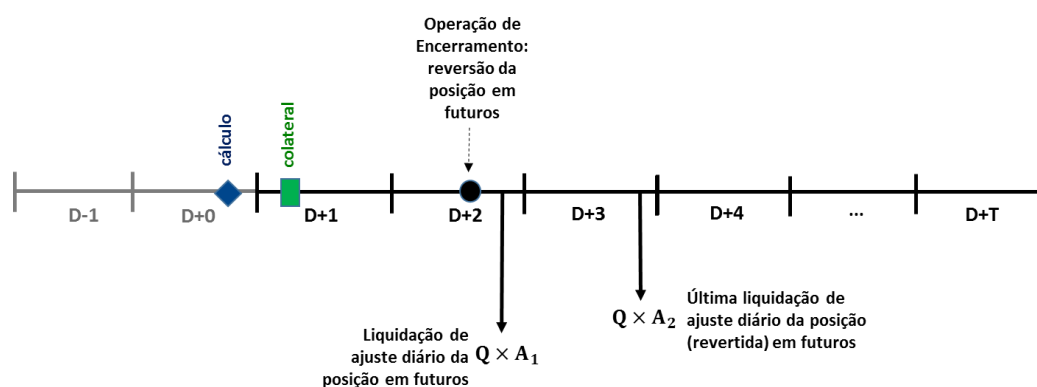 Operação de
Encerramento:
reversão da
posição em
futuros
cálculo
colateral
D-1
D+0
D+1
D+2
D+3
D+4
...
D+T
Liquidação de
ajuste diário da
posição em futuros
Q × A₁
Q × A₂
Última liquidação de
ajuste diário da posição
(revertida) em futuros